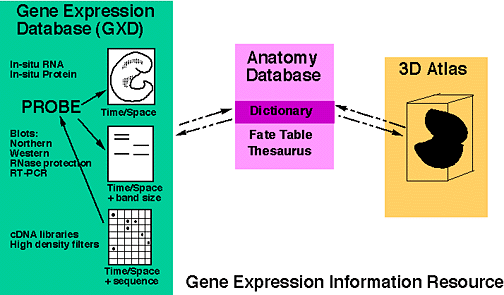 Gene Expression
Database (GXD)
In-situ RNA
In-situ Protein
PROBE
Time/Space
Blots:
Northern
Western
RNase protection
RT-PCR
Time/Space
+ band size
cDNA libraries
High density filters
Time/Space
+ sequence
Anatomy
Database
Dictionary
Fate Table
Thesaurus
3D Atlas
Gene Expression Information Resource